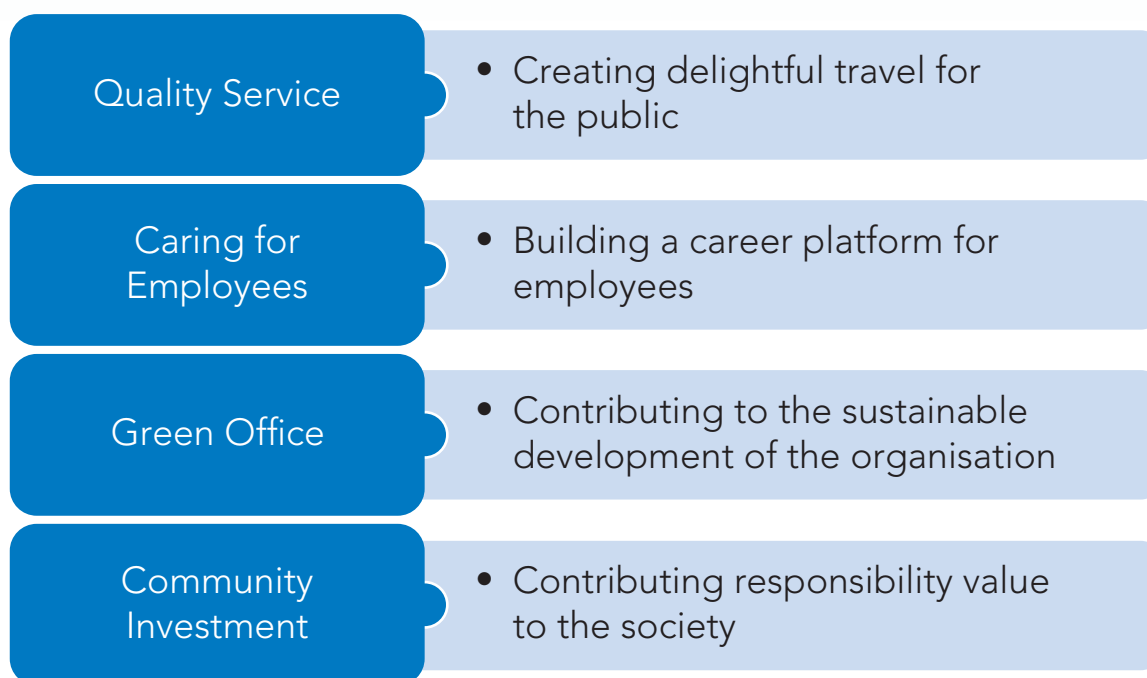 Quality Service
• Creating delightful travel for
the public
Caring for
Employees
• Building a career platform for
employees
Green Office
• Contributing to the sustainable
development of the organisation
Community
Investment
• Contributing responsibility value
to the society